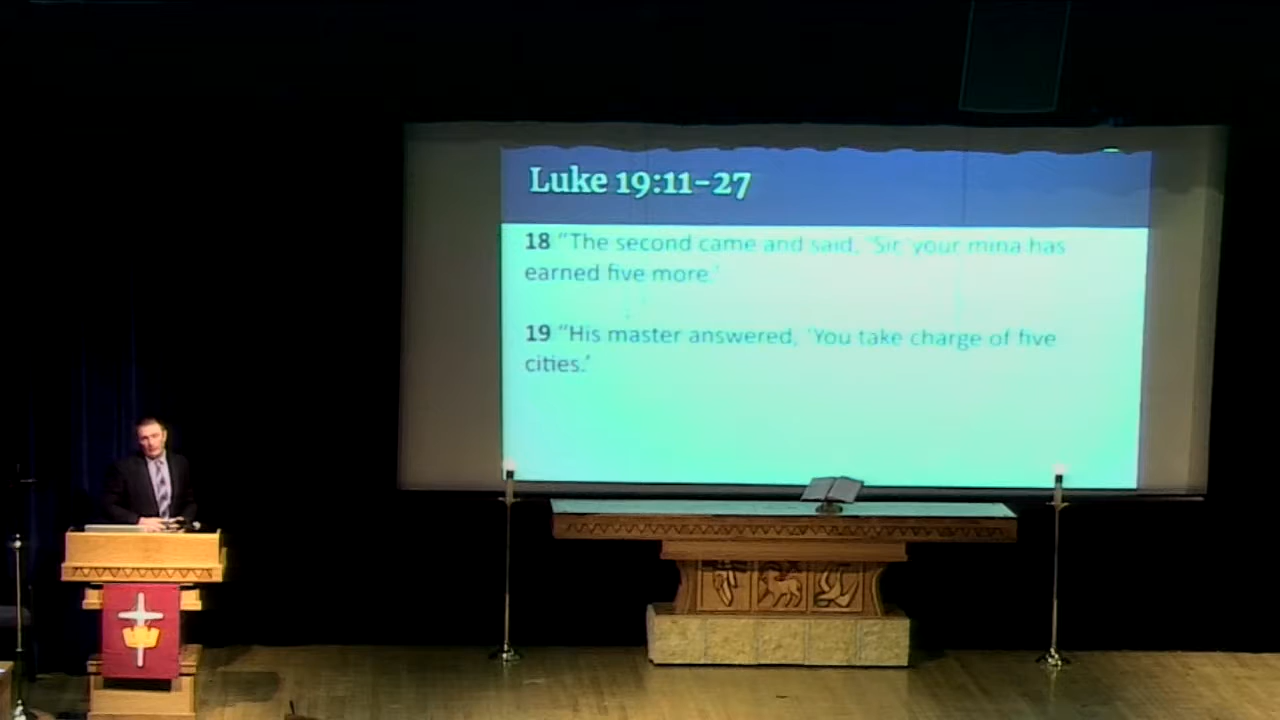 Luke 19:11-27
18 “The second came and said, ‘Sir, your mina has
earned five more.’
19 “His master answered, ‘You take charge of five
cities.’